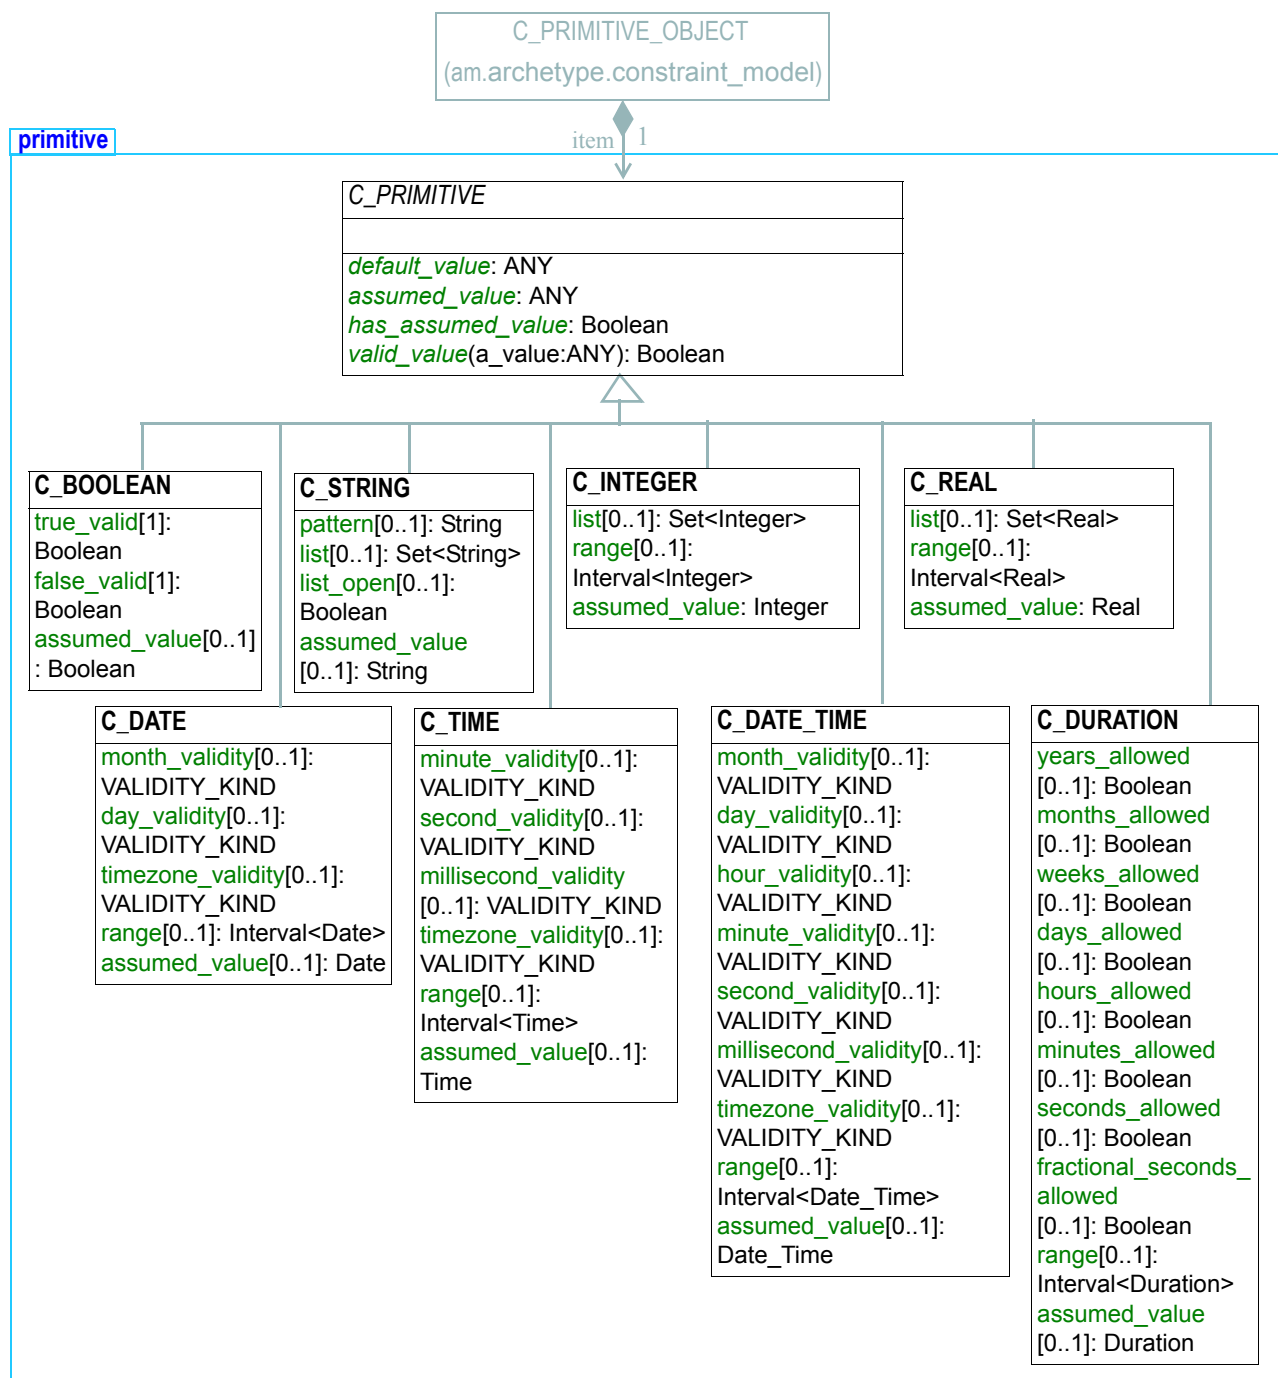 C_PRIMITIVE_OBJECT
(am.archetype.constraint_model)
primitive
item 1
C_PRIMITIVE
default_value: ANY
assumed_value: ANY
has_assumed_value: Boolean
valid_value(a_value:ANY): Boolean
C_BOOLEAN
true_valid[1]:
Boolean
false_valid[1]:
Boolean
assumed_value[0..1]
: Boolean
C_STRING
pattern[0..1]: String
list[0..1]: Set<String>
list_open[0..1]:
Boolean
assumed_value
[0..1]: String
C_INTEGER
list[0..1]: Set<Integer>
range[0..1]:
Interval<Integer>
assumed_value: Integer
C_REAL
list[0..1]: Set<Real>
range[0..1]:
Interval<Real>
assumed_value: Real
C_DATE
month_validity[0..1]:
VALIDITY_KIND
day_validity[0..1]:
VALIDITY_KIND
timezone_validity[0..1]:
VALIDITY_KIND
range[0..1]: Interval<Date>
assumed_value[0..1]: Date
C_TIME
minute_validity[0..1]:
VALIDITY_KIND
second_validity[0..1]:
VALIDITY_KIND
millisecond_validity
[0..1]: VALIDITY_KIND
timezone_validity[0..1]:
VALIDITY_KIND
range[0..1]:
Interval<Time>
assumed_value[0..1]:
Time
C_DATE_TIME
month_validity[0..1]:
VALIDITY_KIND
day_validity[0..1]:
VALIDITY_KIND
hour_validity[0..1]:
VALIDITY_KIND
minute_validity[0..1]:
VALIDITY_KIND
second_validity[0..1]:
VALIDITY_KIND
millisecond_validity[0..1]:
VALIDITY_KIND
timezone_validity[0..1]:
VALIDITY_KIND
range[0..1]:
Interval<Date_Time>
assumed_value[0..1]:
Date_Time
C_DURATION
years_allowed
[0..1]: Boolean
months_allowed
[0..1]: Boolean
weeks_allowed
[0..1]: Boolean
days_allowed
[0..1]: Boolean
hours_allowed
[0..1]: Boolean
minutes_allowed
[0..1]: Boolean
seconds_allowed
[0..1]: Boolean
fractional_seconds_
allowed
[0..1]: Boolean
range[0..1]:
Interval<Duration>
assumed_value
[0..1]: Duration